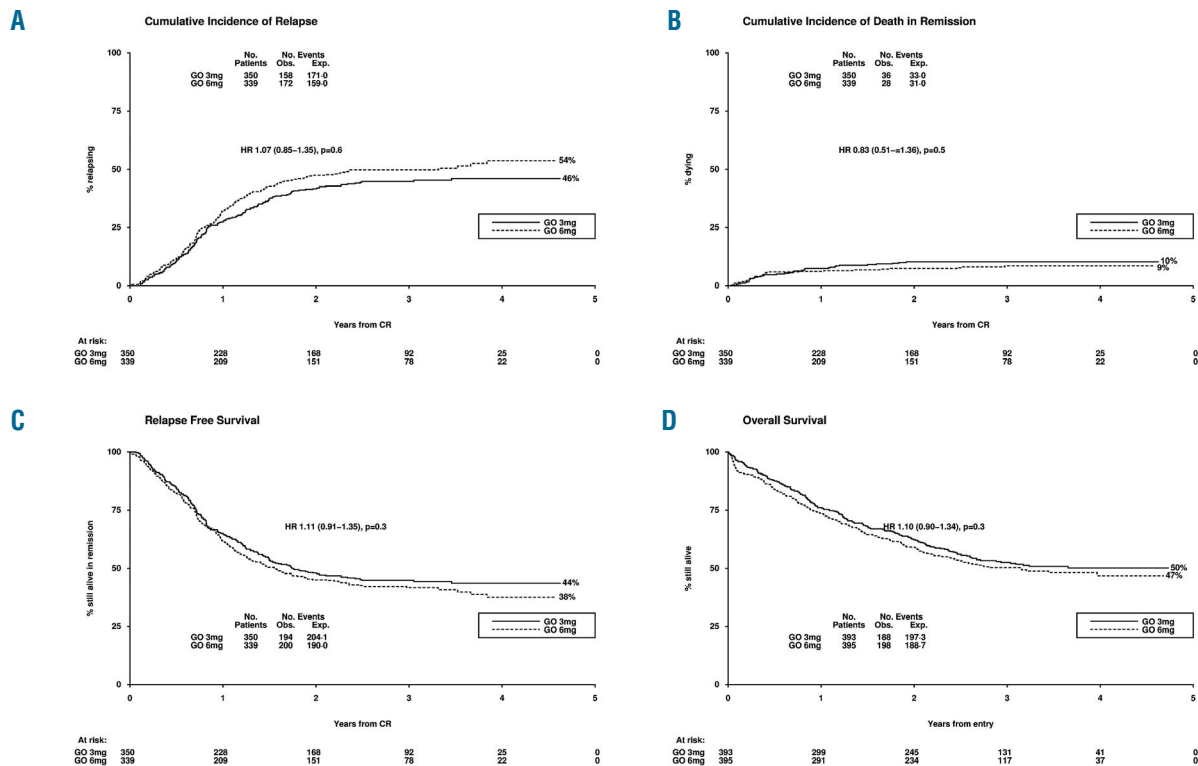 A
Cumulative Incidence of Relapse
No. No. Events
Patients Obs. Exp.
GO 3mg 350 158 171·0
GO 6mg 339 172 159·0
HR 1.07 (0.85–1.35), p=0.6
% relapsing
100
75
50
25
0
54%
46%
GO 3mg
GO 6mg
0 1 2 3 4 5
Years from CR
At risk:
GO 3mg 350 228 168 92 25 0
GO 6mg 339 209 151 78 22 0
B
Cumulative Incidence of Death in Remission
No. No. Events
Patients Obs. Exp.
GO 3mg 350 36 33·0
GO 6mg 339 28 31·0
HR 0.83 (0.51–=1.36), p=0.5
% dying
100
75
50
25
0
10%
9%
GO 3mg
GO 6mg
0 1 2 3 4 5
Years from CR
At risk:
GO 3mg 350 228 168 92 25 0
GO 6mg 339 209 151 78 22 0
C
Relapse Free Survival
% still alive in remission
100
75
50
25
0
HR 1.11 (0.91–1.35), p=0.3
44%
38%
No. No. Events
Patients Obs. Exp.
GO 3mg 350 194 204·1
GO 6mg 339 200 190·0
GO 3mg
GO 6mg
0 1 2 3 4 5
Years from CR
At risk:
GO 3mg 350 228 168 92 25 0
GO 6mg 339 209 151 78 22 0
D
Overall Survival
% still alive
100
75
50
25
0
HR 1.10 (0.90–1.34), p=0.3
50%
47%
No. No. Events
Patients Obs. Exp.
GO 3mg 393 188 197·3
GO 6mg 395 198 188·7
GO 3mg
GO 6mg
0 1 2 3 4 5
Years from entry
At risk:
GO 3mg 393 299 245 131 41 0
GO 6mg 395 291 234 117 37 0